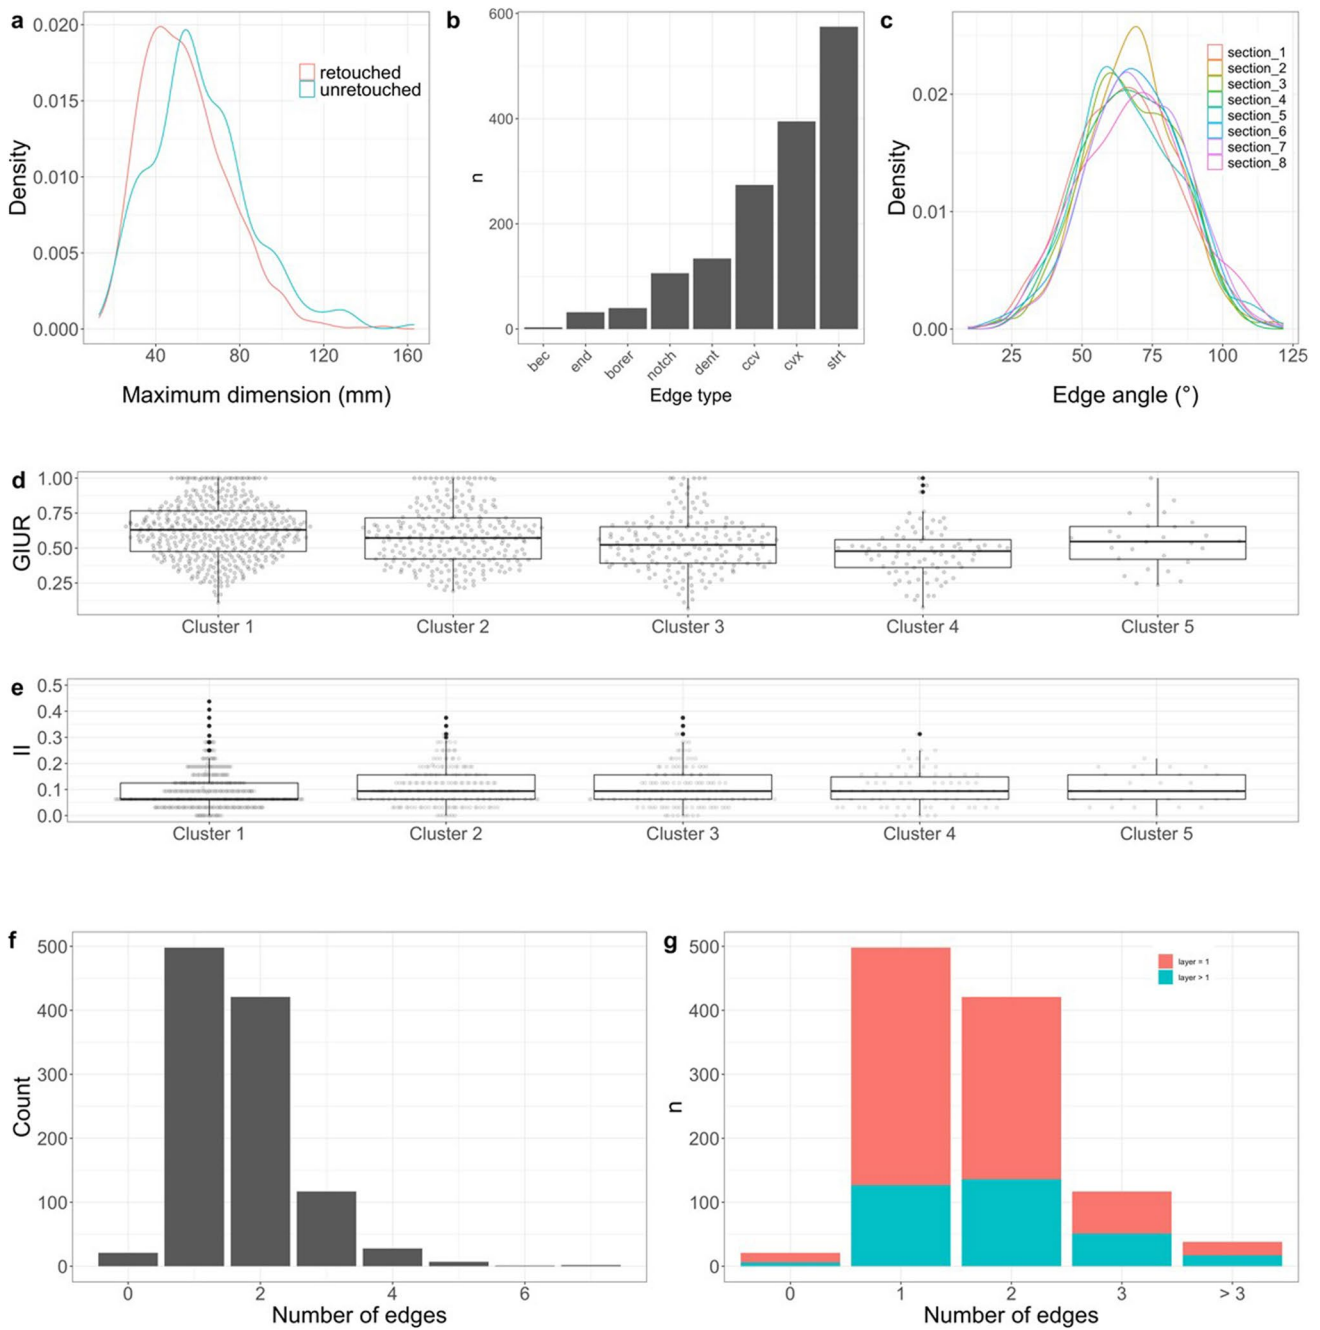 a
0.020
0.015
0.010
0.005
0.000
Density
40 80 120 160
Maximum dimension (mm)
retouched
unretouched
b
600
400
200
0
n
bec end borer notch dent ccv cvx strt
Edge type
c
0.02
0.01
0.00
Density
25 50 75 100 125
Edge angle (°)
section_1
section_2
section_3
section_4
section_5
section_6
section_7
section_8
d
1.00
0.75
0.50
0.25
GIUR
Cluster 1 Cluster 2 Cluster 3 Cluster 4 Cluster 5
e
0.5
0.4
0.3
0.2
0.1
0.0
II
Cluster 1 Cluster 2 Cluster 3 Cluster 4 Cluster 5
f
500
400
300
200
100
0
Count
0 2 4 6
Number of edges
g
500
400
300
200
100
0
n
0 1 2 3 > 3
Number of edges
layer = 1
layer > 1